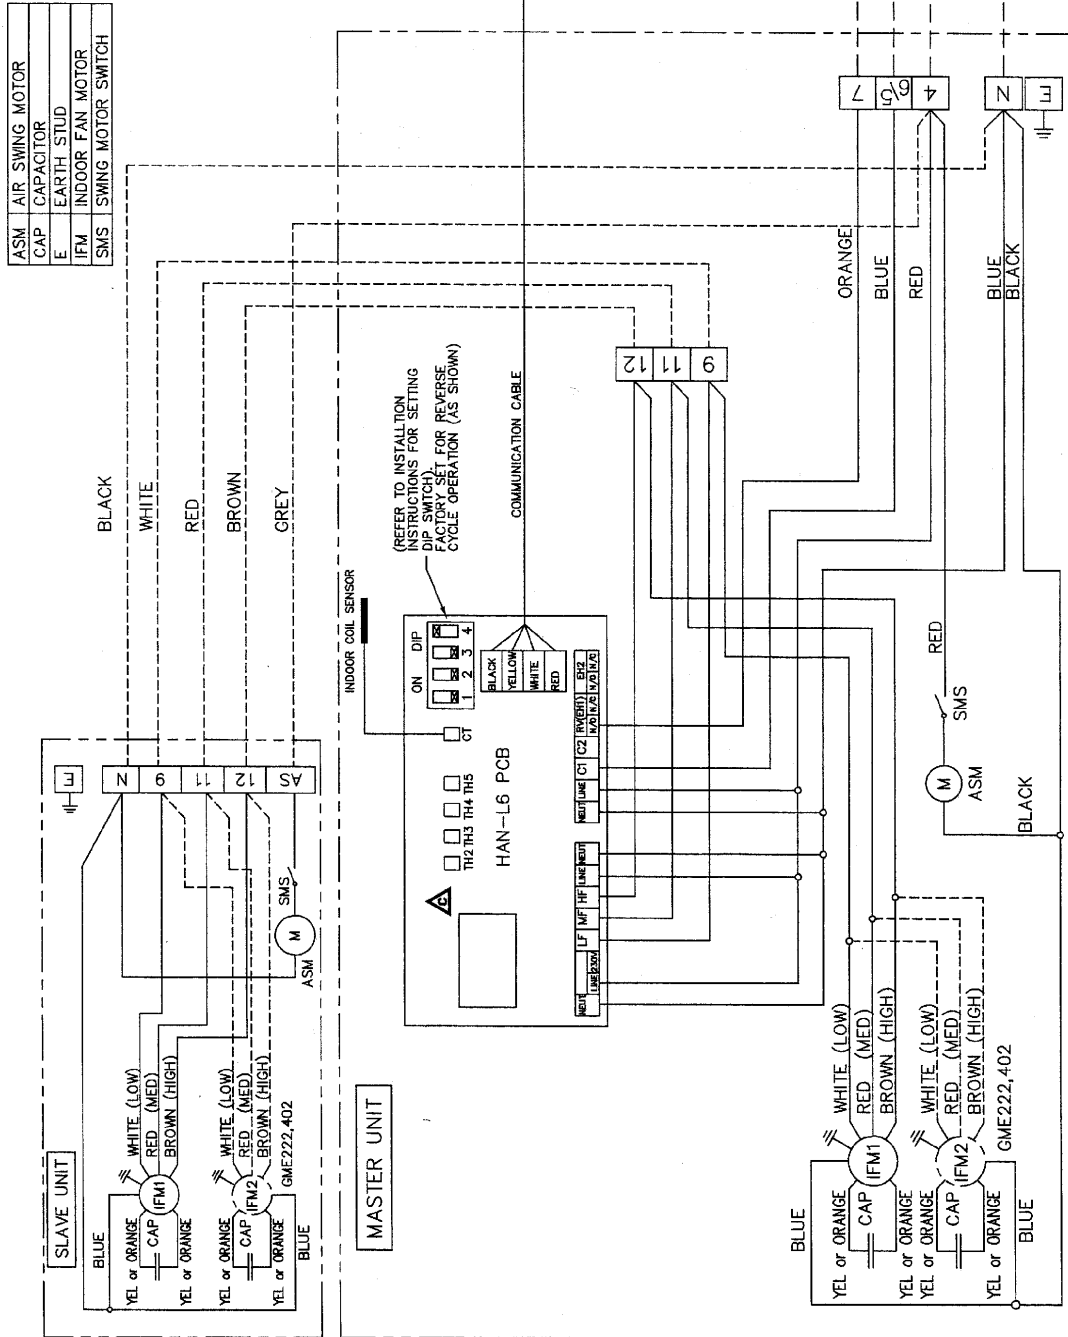 ASM AIR SWING MOTOR
CAP CAPACITOR
E EARTH STUD
IFM INDOOR FAN MOTOR
SMS SWING MOTOR SWITCH
BLACK
WHITE
RED
BROWN
GREY
7
6\5
4
N
E
ORANGE
BLUE
RED
BLUE
BLACK
12
11
9
(REFER TO INSTALLTION
INSTRUCTIONS FOR SETTING
DIP SWITCH).
FACTORY SET FOR REVERSE
CYCLE OPERATION (AS SHOWN)
COMMUNICATION CABLE
INDOOR COIL SENSOR
ON DIP
1 2 3 4
BLACK
YELLOW
WHITE
RED
CT
TH2 TH3 TH4 TH5
HAN-L6 PCB
C
NEUT LINE 230V LF MF HF LINE NEUT
NEUT LINE C1 C2 RV(EH1) EH2
N/O N/C N/O N/C
RED
SMS
M
ASM
BLACK
SLAVE UNIT
E
N
9
11
12
AS
SMS
M
ASM
WHITE (LOW)
RED (MED)
BROWN (HIGH)
IFM1
BLUE
YEL or ORANGE
CAP
YEL or ORANGE
WHITE (LOW)
RED (MED)
BROWN (HIGH)
GME222,402
IFM2
YEL or ORANGE
CAP
YEL or ORANGE
BLUE
MASTER UNIT
WHITE (LOW)
RED (MED)
BROWN (HIGH)
IFM1
BLUE
YEL or ORANGE
CAP
YEL or ORANGE
WHITE (LOW)
RED (MED)
BROWN (HIGH)
GME222,402
IFM2
YEL or ORANGE
CAP
YEL or ORANGE
BLUE